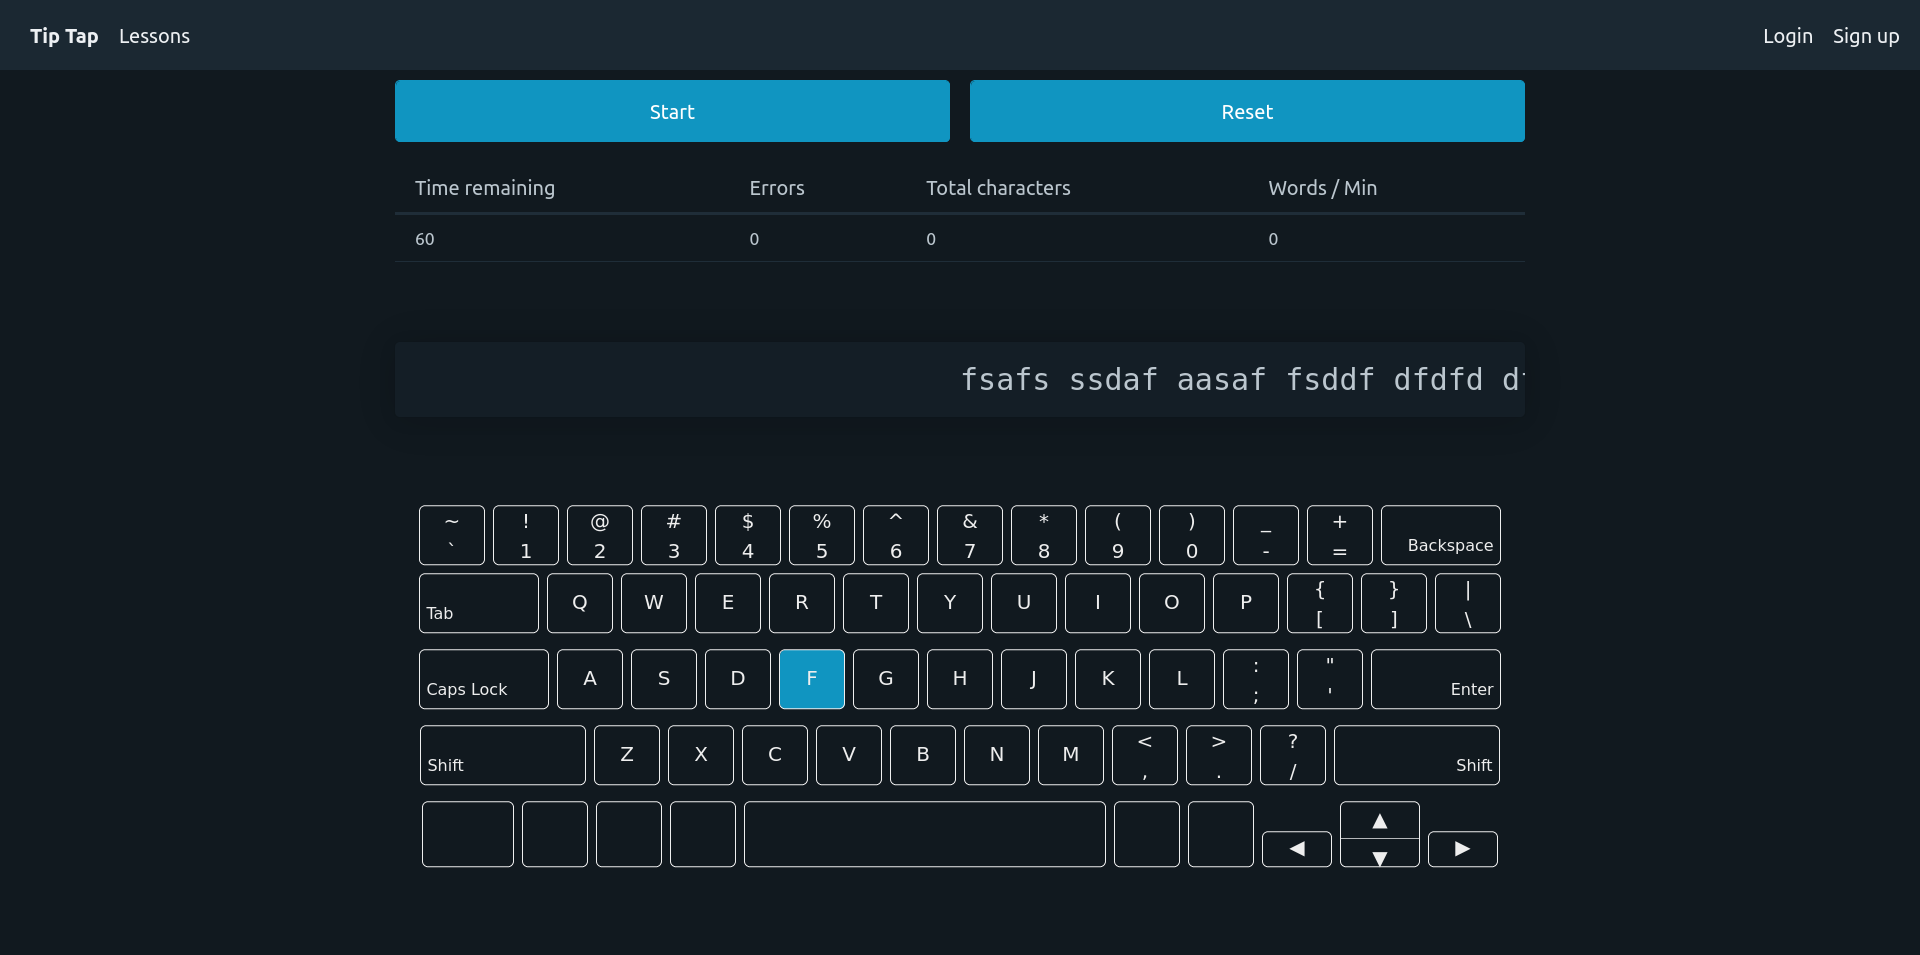 Tip Tap Lessons Login Sign up
Start Reset
Time remaining Errors Total characters Words / Min
60 0 0 0
fsafs ssdaf aasaf fsddf dfdfd df
~ ! @ # $ % ^ & * ( ) _ +
` 1 2 3 4 5 6 7 8 9 0 - = Backspace
Tab Q W E R T Y U I O P { } |
[ ] \
Caps Lock A S D F G H J K L : "
; ' Enter
Shift Z X C V B N M < > ?
, . / Shift
▲
◀ ▼ ▶